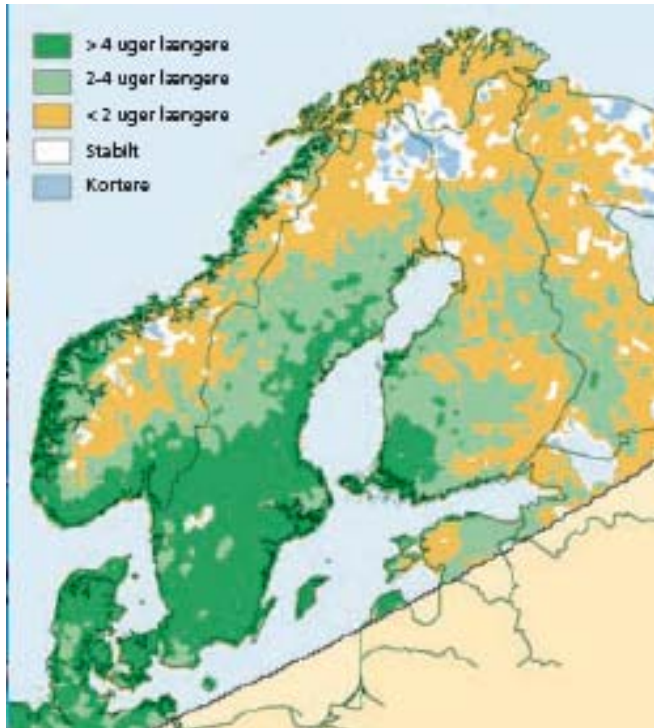 > 4 uger længere
2-4 uger længere
< 2 uger længere
Stabilt
Kortere